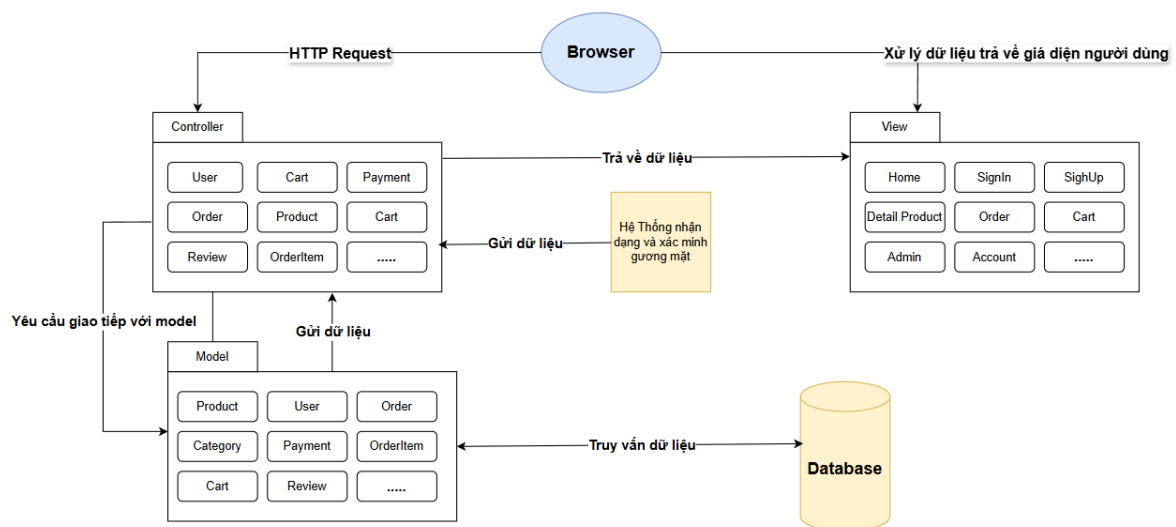 Browser
HTTP Request
Xử lý dữ liệu trả về giá diện người dùng
Controller
User
Cart
Payment
Order
Product
Cart
Review
OrderItem
.....
Trả về dữ liệu
Gửi dữ liệu
Hệ Thống nhận
dạng và xác minh
gương mặt
View
Home
SignIn
SighUp
Detail Product
Order
Cart
Admin
Account
.....
Yêu cầu giao tiếp với model
Gửi dữ liệu
Model
Product
User
Order
Category
Payment
OrderItem
Cart
Review
.....
Truy vấn dữ liệu
Database